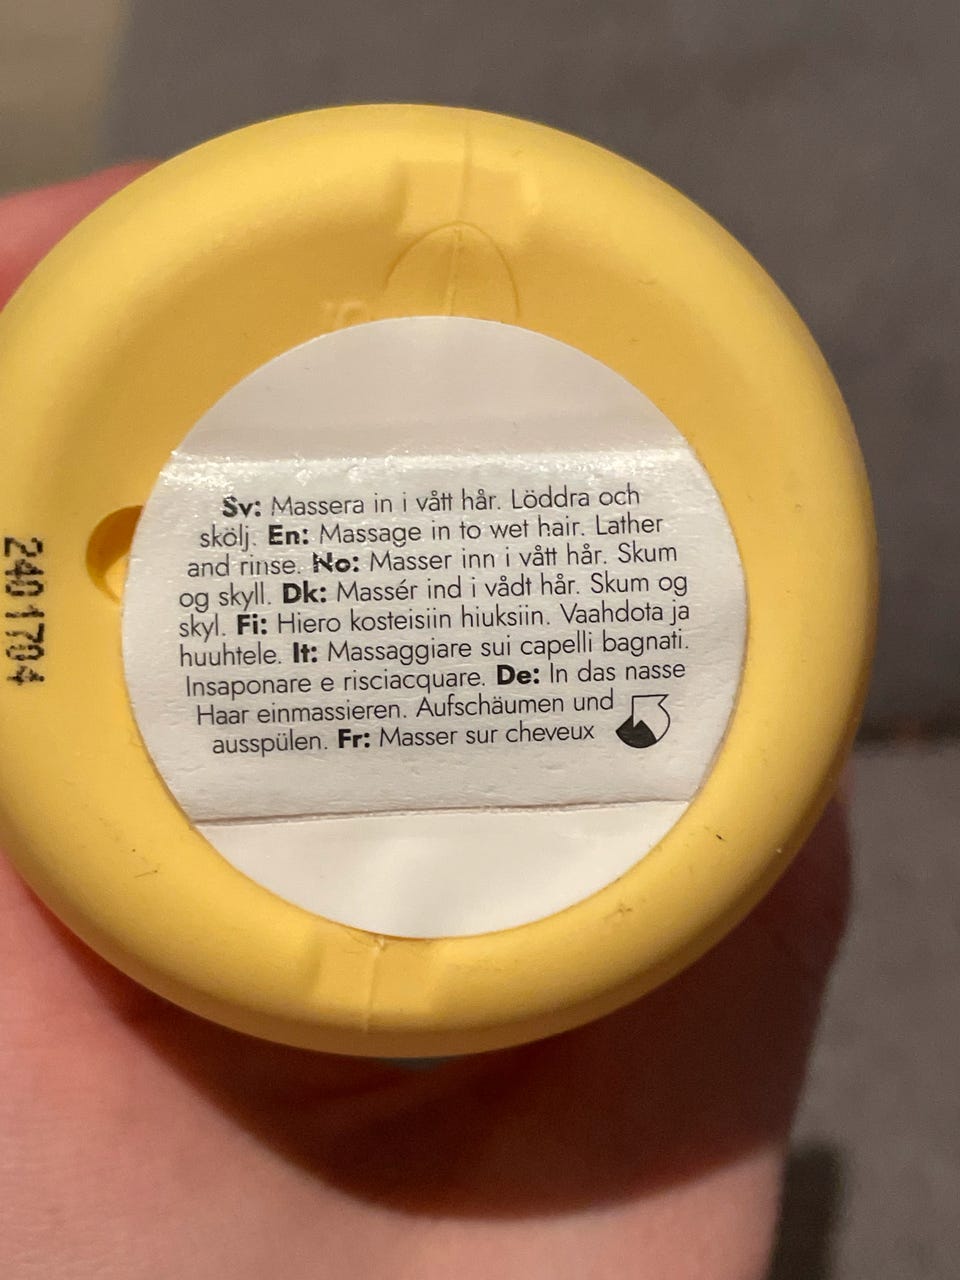 Sv: Massera in i vått hår. Löddra och
skölj. En: Massage in to wet hair. Lather
and rinse. No: Masser inn i vått hår. Skum
og skyll. Dk: Massér ind i vådt hår. Skum og
skyl. Fi: Hiero kosteisiin hiuksiin. Vaahdota ja
huuhtele. It: Massaggiare sui capelli bagnati.
Insaponare e risciacquare. De: In das nasse
Haar einmassieren. Aufschäumen und
ausspülen. Fr: Masser sur cheveux
2401704